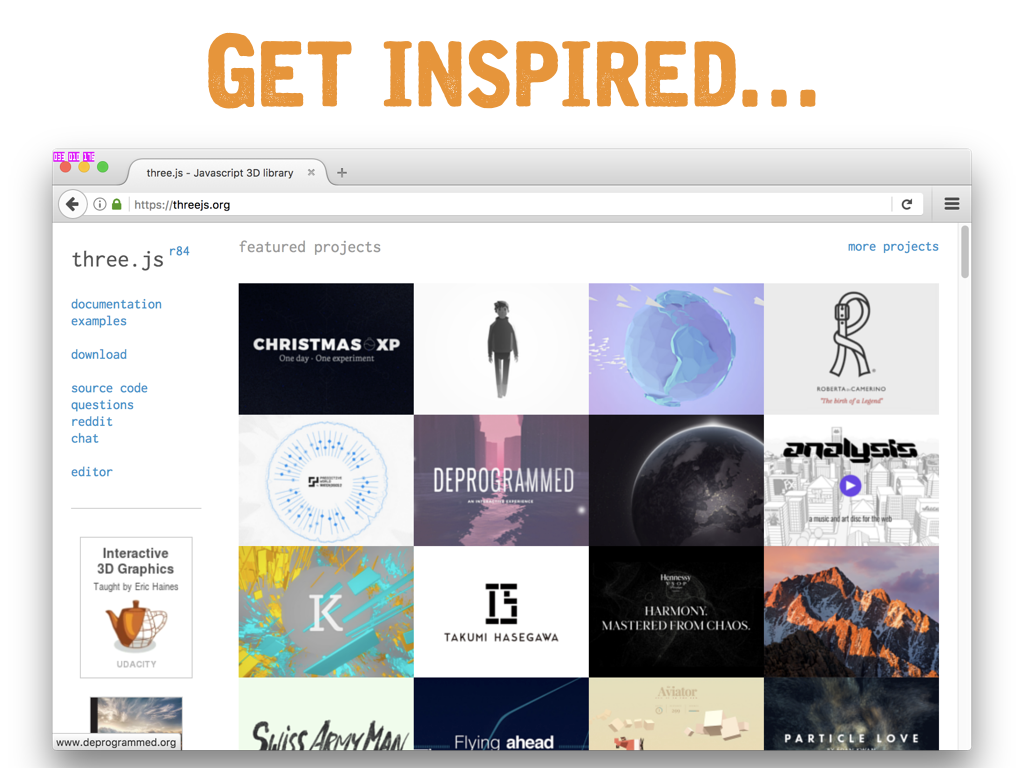 GET INSPIRED...
three.js - Javascript 3D library
https://threejs.org
three.js r84
featured projects
more projects
documentation
examples
download
source code
questions
reddit
chat
editor
Interactive
3D Graphics
Taught by Eric Haines
UDACITY
www.deprogrammed.org
CHRISTMAS XP
One day - One experiment
R
ROBERTA DI CAMERINO
"The birth of a Legend"
DEPROGRAMMED
AN INTERACTIVE EXPERIENCE
analysis
a music and art disc for the web
K
TAKUMI HASEGAWA
Hennessy
V.S.O.P
HARMONY.
MASTERED FROM CHAOS.
SWISS ARMY MAN
Flying ahead
Aviator
PARTICLE LOVE